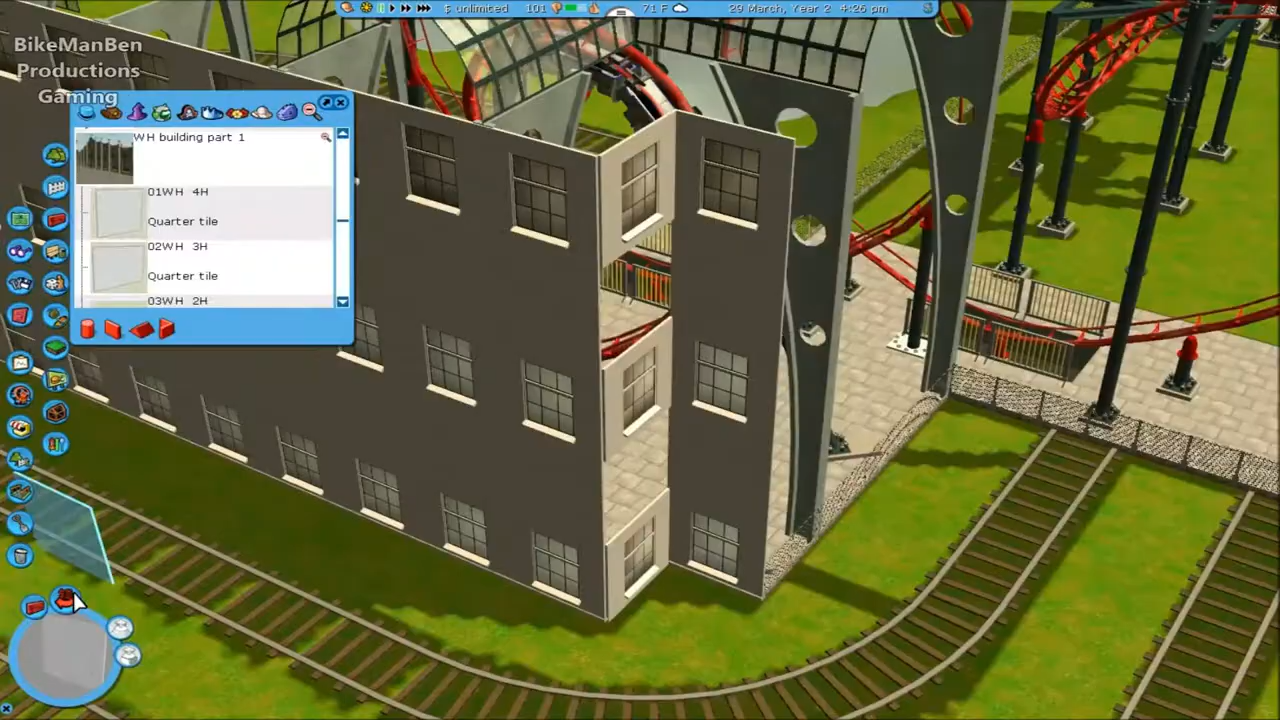 $ unlimited 101 71 F 29 March, Year 2 4:26 pm
BikeManBen
Productions
Gaming
WH building part 1
01WH 4H
Quarter tile
02WH 3H
Quarter tile
03WH 2H